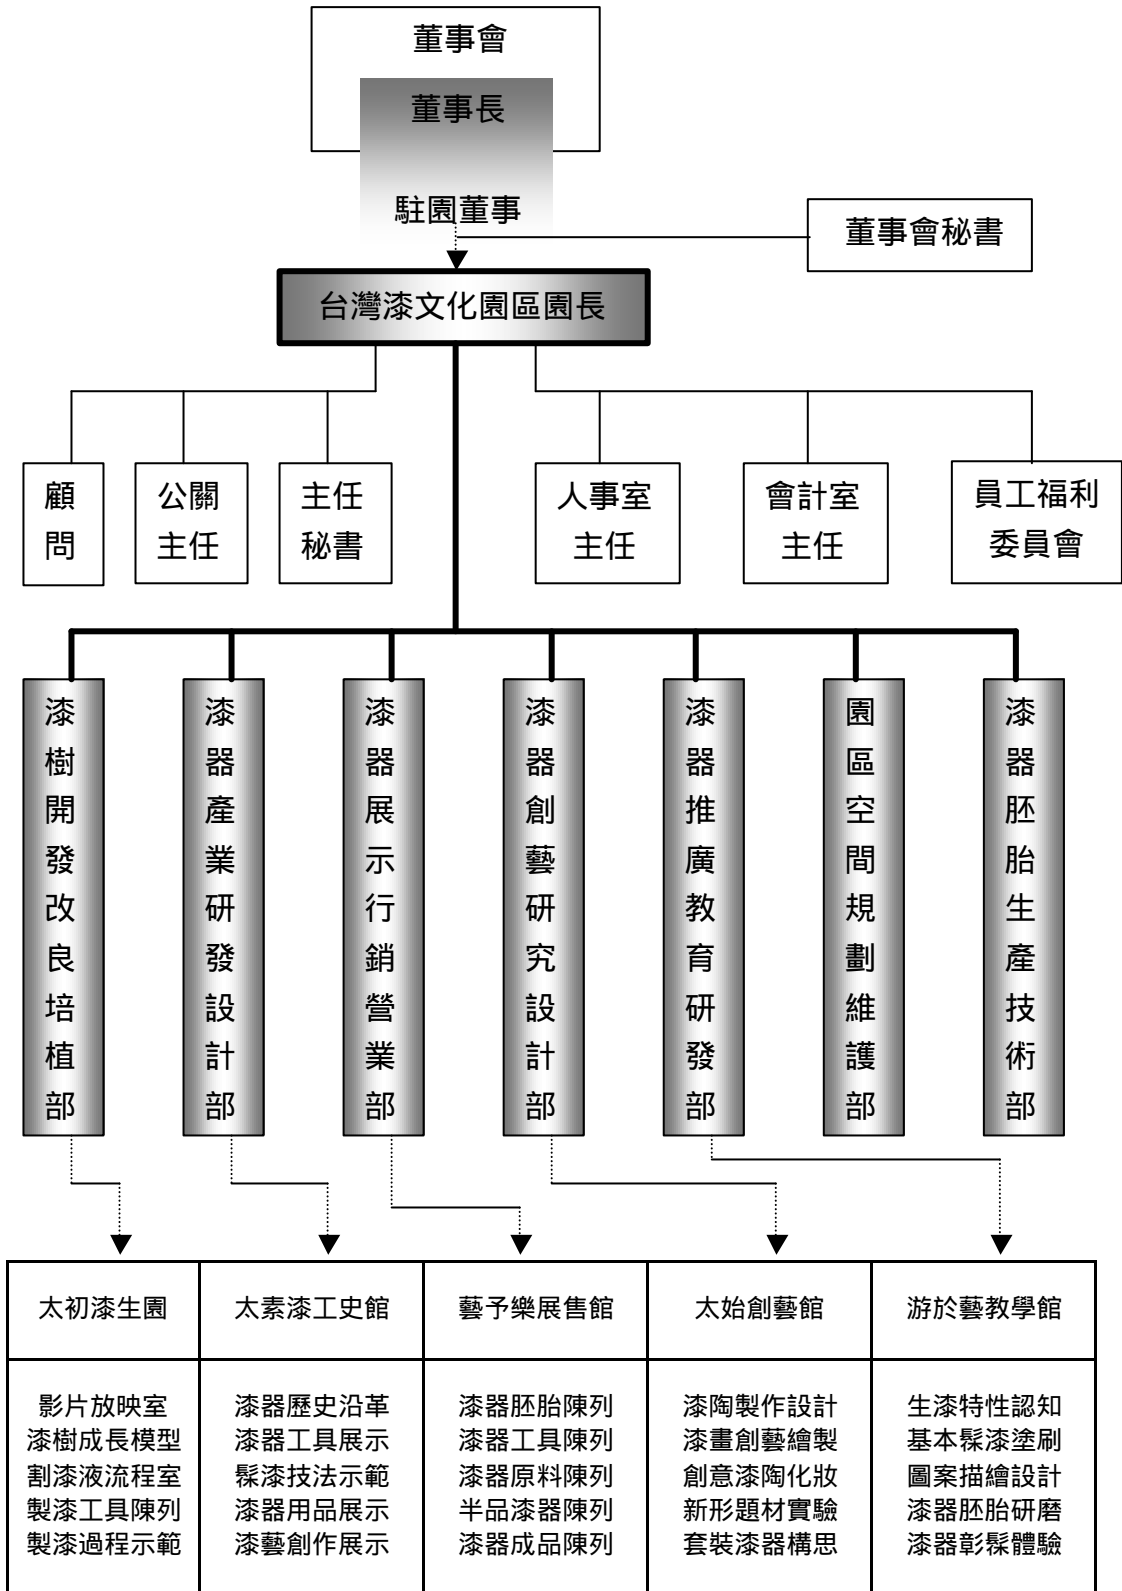 董事會
董事長
駐園董事
董事會秘書
台灣漆文化園區園長
顧問
公關
主任
主任
秘書
人事室
主任
會計室
主任
員工福利
委員會
漆樹開發改良培植部
漆器產業研發設計部
漆器展示行銷營業部
漆器創藝研究設計部
漆器推廣教育研發部
園區空間規劃維護部
漆器胚胎生產技術部
太初漆生園
影片放映室
漆樹成長模型
割漆液流程室
製漆工具陳列
製漆過程示範
太素漆工史館
漆器歷史沿革
漆器工具展示
髹漆技法示範
漆器用品展示
漆藝創作展示
藝予樂展售館
漆器胚胎陳列
漆器工具陳列
漆器原料陳列
半品漆器陳列
漆器成品陳列
太始創藝館
漆陶製作設計
漆畫創藝繪製
創意漆陶化妝
新形題材實驗
套裝漆器構思
游於藝教學館
生漆特性認知
基本髹漆塗刷
圖案描繪設計
漆器胚胎研磨
漆器彰髹體驗